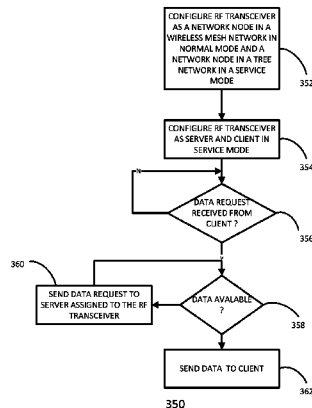 CONFIGURE RF TRANSCEIVER
AS A NETWORK NODE IN A
WIRELESS MESH NETWORK IN
NORMAL MODE AND A
NETWORK NODE IN A TREE
NETWORK IN A SERVICE
MODE
352
CONFIGURE RF TRANSCEIVER
AS SERVER AND CLIENT IN
SERVICE MODE
354
N
DATA REQUEST
RECEIVED FROM
CLIENT ?
356
Y
360
SEND DATA REQUEST TO
SERVER ASSIGNED TO THE RF
TRANSCEIVER
DATA AVALABLE
?
358
SEND DATA TO CLIENT
362
350